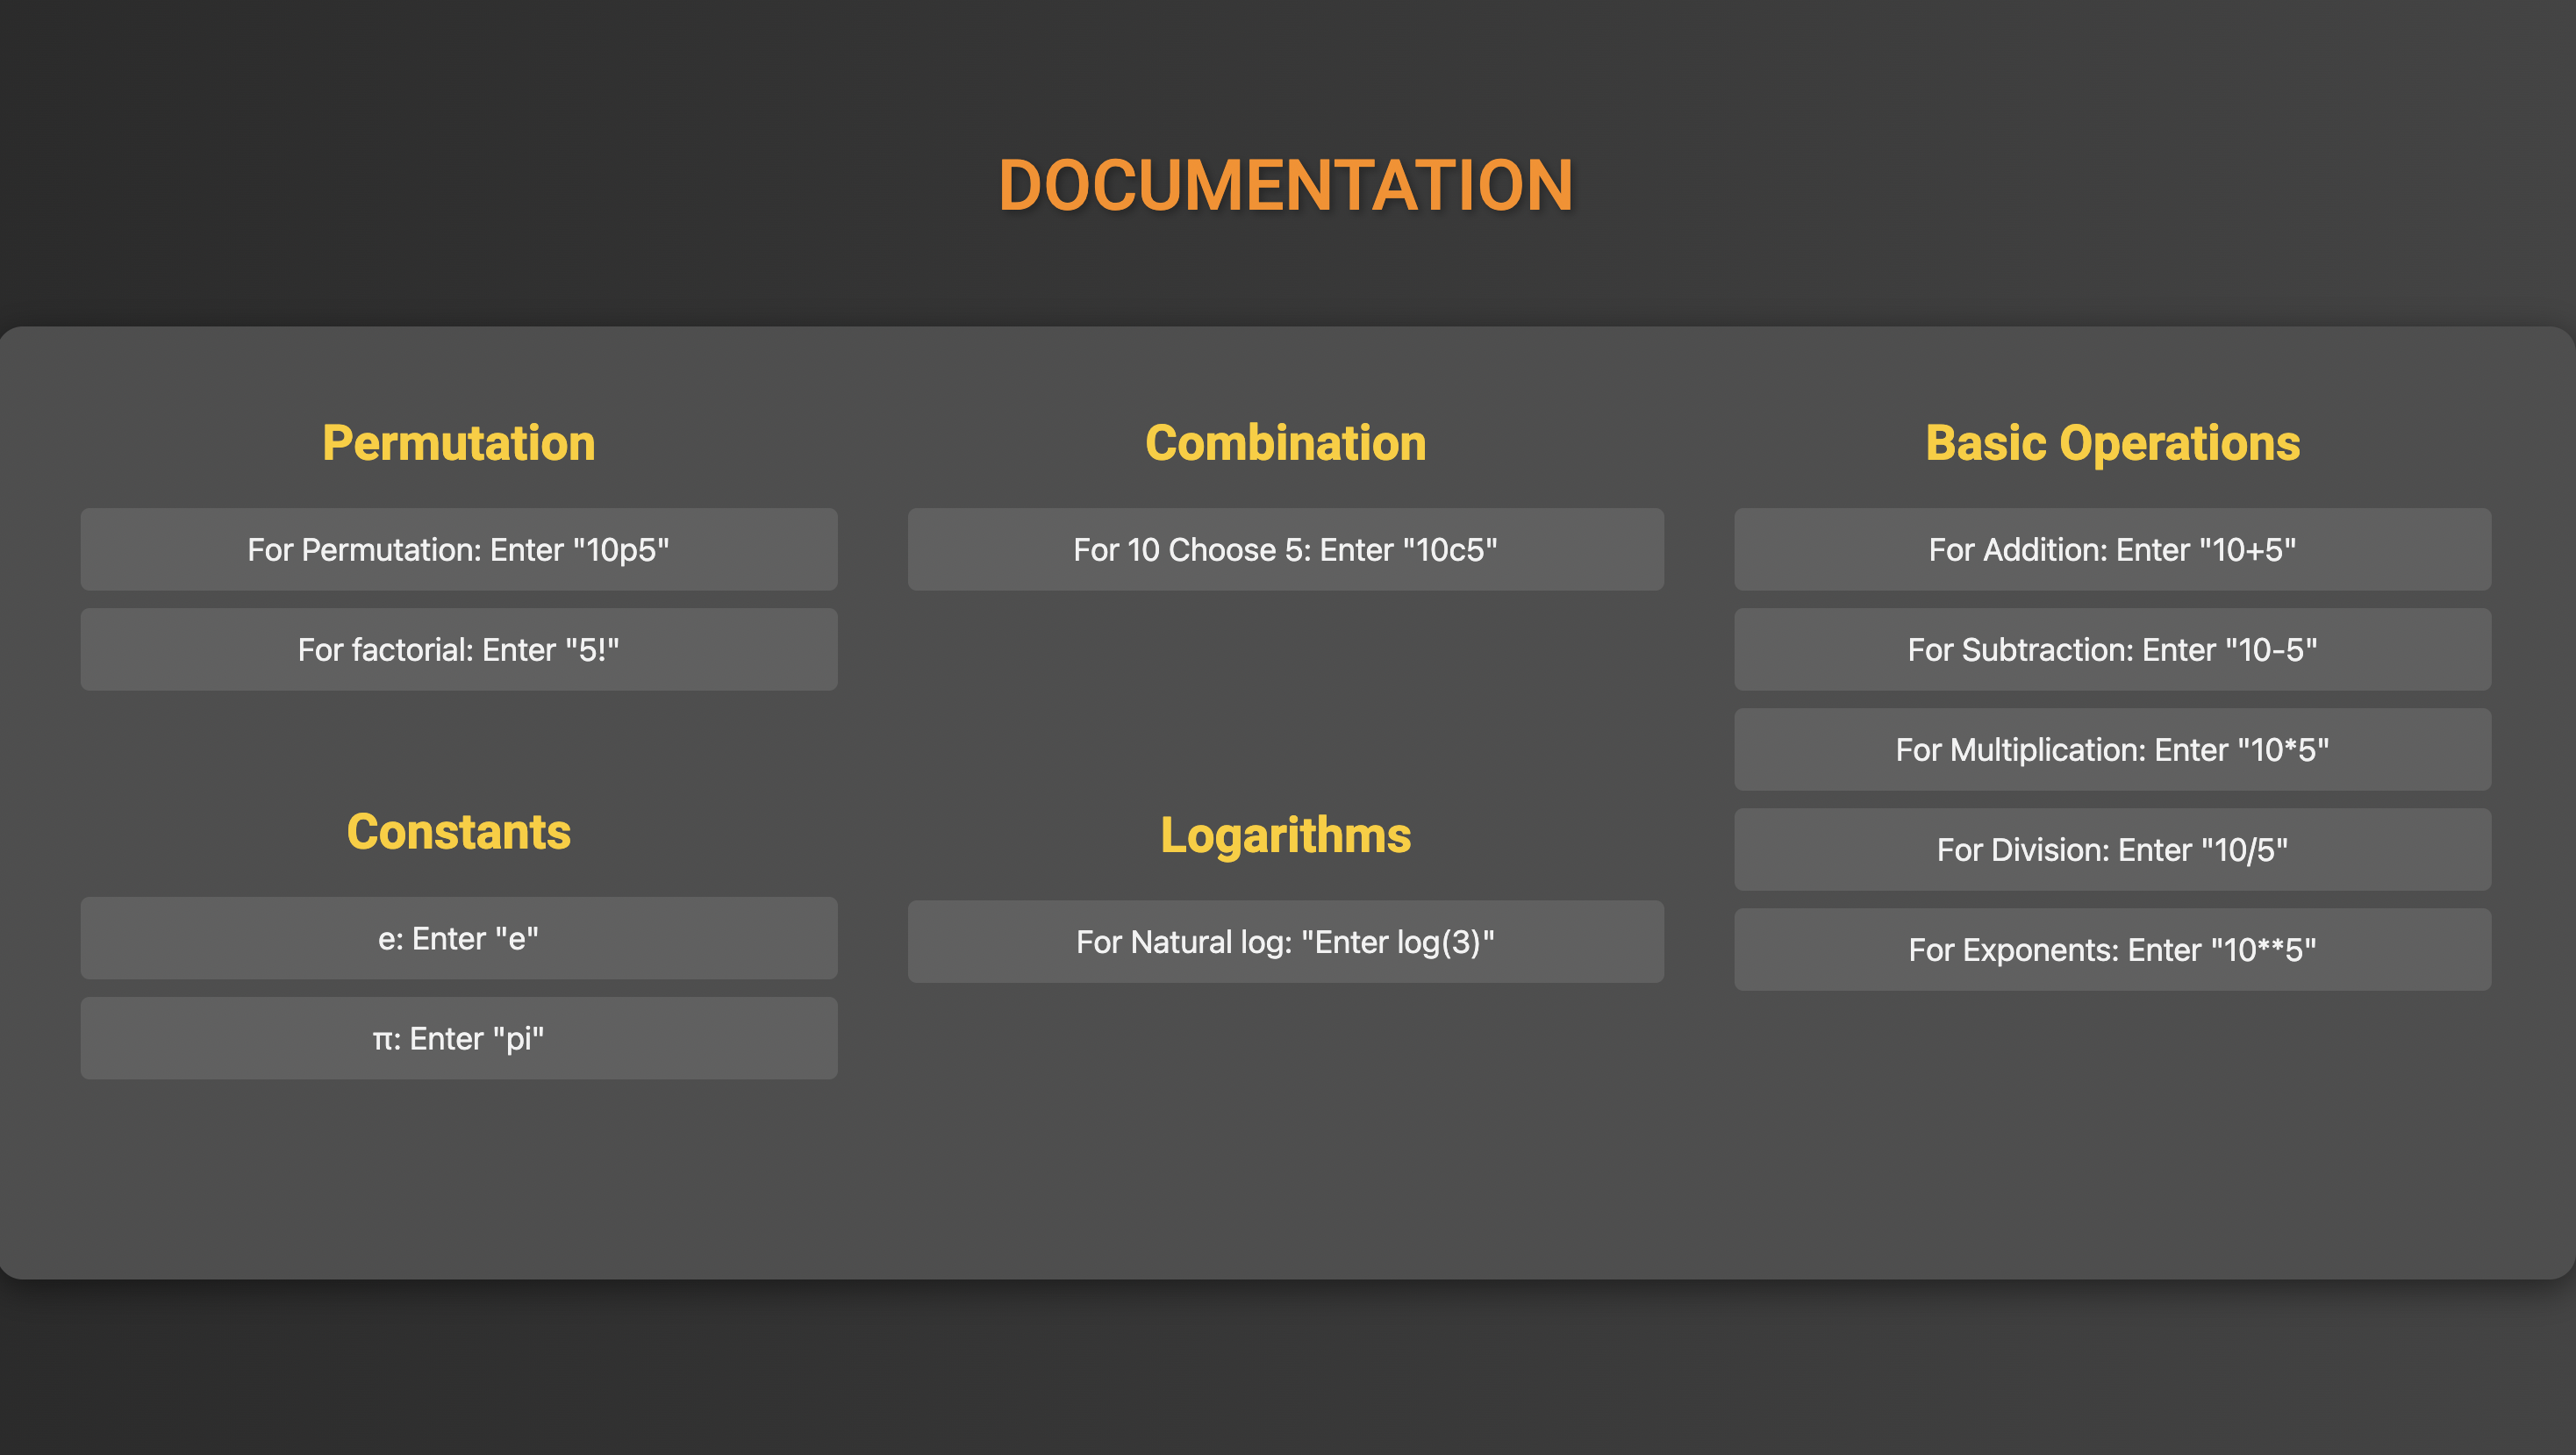 DOCUMENTATION
Permutation
For Permutation: Enter "10p5"
For factorial: Enter "5!"
Combination
For 10 Choose 5: Enter "10c5"
Basic Operations
For Addition: Enter "10+5"
For Subtraction: Enter "10-5"
For Multiplication: Enter "10*5"
For Division: Enter "10/5"
For Exponents: Enter "10**5"
Constants
e: Enter "e"
π: Enter "pi"
Logarithms
For Natural log: "Enter log(3)"